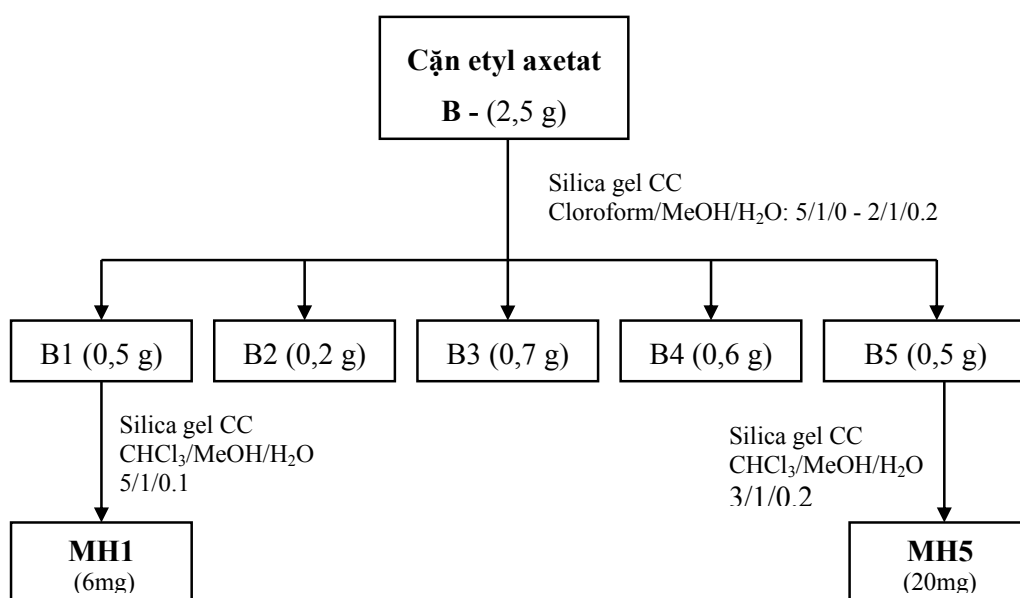 Cặn etyl axetat
B - (2,5 g)
Silica gel CC
Cloroform/MeOH/H₂O: 5/1/0 - 2/1/0.2
B1 (0,5 g)
B2 (0,2 g)
B3 (0,7 g)
B4 (0,6 g)
B5 (0,5 g)
Silica gel CC
CHCl₃/MeOH/H₂O
5/1/0.1
Silica gel CC
CHCl₃/MeOH/H₂O
3/1/0.2
MH1
(6mg)
MH5
(20mg)